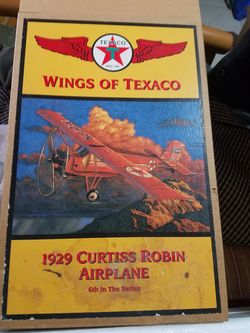 TEXACO
WINGS OF TEXACO
1929 CURTISS ROBIN
AIRPLANE
6th In The Series